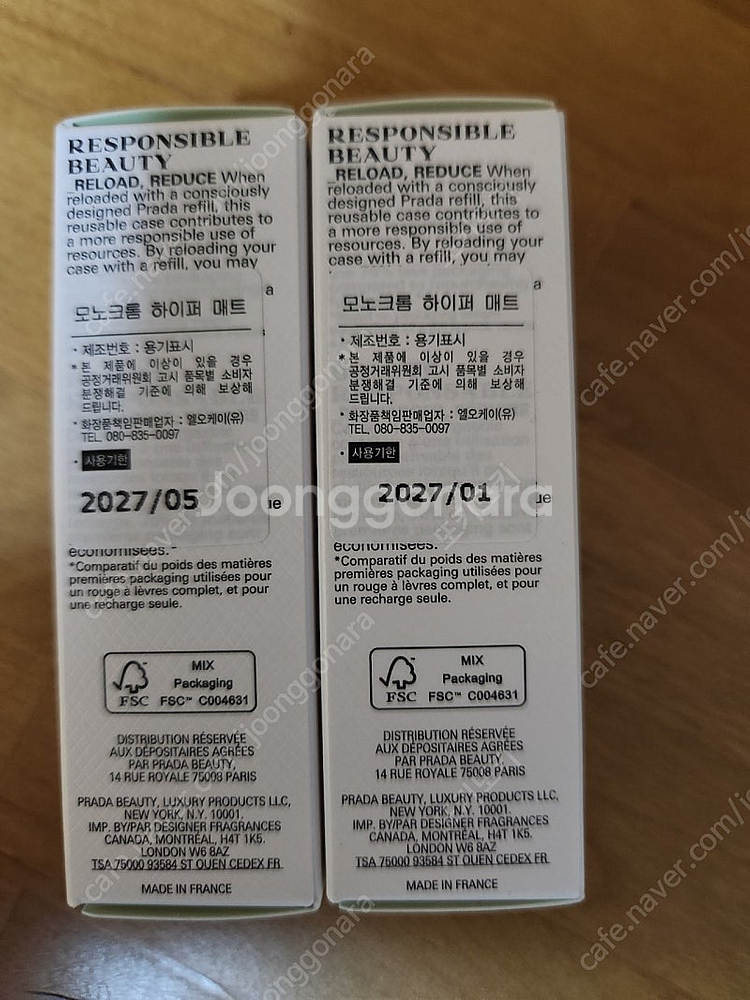 RESPONSIBLE
BEAUTY
RELOAD, REDUCE When
reloaded with a consciously
designed Prada refill, this
reusable case contributes to
a more responsible use of
resources. By reloading your
case with a refill, you may
a
모노크롬 하이퍼 매트
· 제조번호 : 용기표시
* 본 제품에 이상이 있을 경우
공정거래위원회 고시 품목별 소비자
분쟁해결 기준에 의해 보상해
드립니다.
· 화장품책임판매업자 : 엘오케이(유)
TEL. 080-835-0097
· 사용기한
2027/05
ue
économisées.*
*Comparatif du poids des matières
premières packaging utilisées pour
un rouge à lèvres complet, et pour
une recharge seule.
MIX
Packaging
FSC FSC™ C004631
DISTRIBUTION RÉSERVÉE
AUX DÉPOSITAIRES AGRÉES
PAR PRADA BEAUTY,
14 RUE ROYALE 75008 PARIS
PRADA BEAUTY, LUXURY PRODUCTS LLC,
NEW YORK, N.Y. 10001.
IMP. BY/PAR DESIGNER FRAGRANCES
CANADA, MONTRÉAL, H4T 1K5.
LONDON W6 8AZ
TSA 75000 93584 ST OUEN CEDEX FR
MADE IN FRANCE
RESPONSIBLE
BEAUTY
RELOAD, REDUCE When
reloaded with a consciously
designed Prada refill, this
reusable case contributes to
a more responsible use of
resources. By reloading your
case with a refill, you may
a
모노크롬 하이퍼 매트
· 제조번호 : 용기표시
* 본 제품에 이상이 있을 경우
공정거래위원회 고시 품목별 소비자
분쟁해결 기준에 의해 보상해
드립니다.
· 화장품책임판매업자 : 엘오케이(유)
TEL. 080-835-0097
· 사용기한
2027/01
ue
économisées.
*Comparatif du poids des matières
premières packaging utilisées pour
un rouge à lèvres complet, et pour
une recharge seule.
MIX
Packaging
FSC FSC™ C004631
DISTRIBUTION RÉSERVÉE
AUX DÉPOSITAIRES AGRÉES
PAR PRADA BEAUTY,
14 RUE ROYALE 75008 PARIS
PRADA BEAUTY, LUXURY PRODUCTS LLC,
NEW YORK, N.Y. 10001.
IMP. BY/PAR DESIGNER FRAGRANCES
CANADA, MONTRÉAL, H4T 1K5.
LONDON W6 8AZ
TSA 75000 93584 ST OUEN CEDEX FR
MADE IN FRANCE
Joonggonara
cafe.naver.com/joonggonara